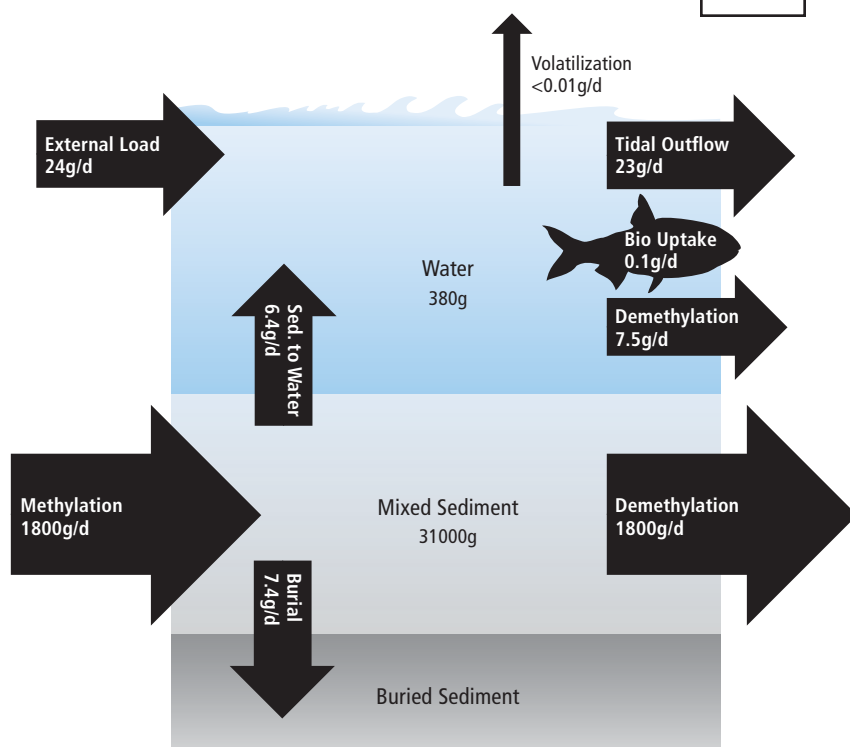 Volatilization
<0.01g/d
External Load
24g/d
Tidal Outflow
23g/d
Bio Uptake
0.1g/d
Water
380g
Sed. to Water
6.4g/d
Demethylation
7.5g/d
Methylation
1800g/d
Mixed Sediment
31000g
Demethylation
1800g/d
Burial
7.4g/d
Buried Sediment